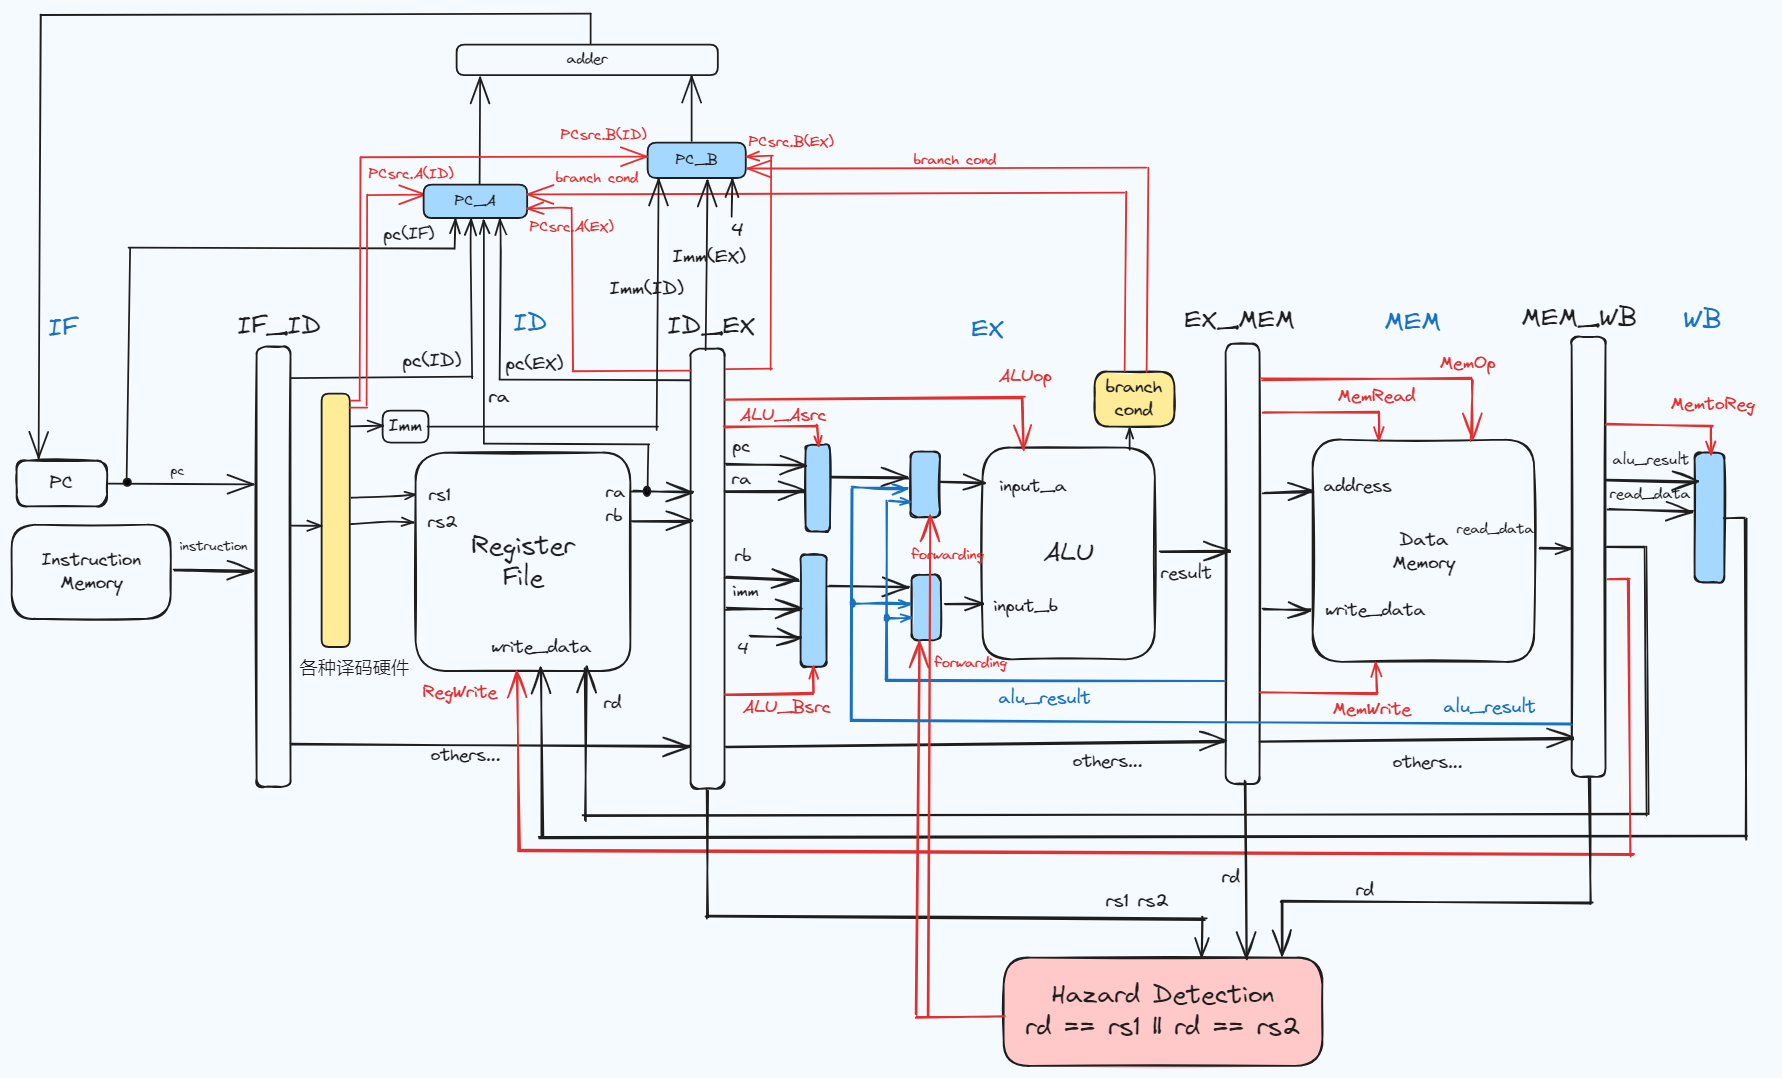 adder
PCsrc.B(ID)
PCsrc.B(Ex)
PC_B
branch cond
PCsrc.A(ID)
branch cond
PC_A
PCsrc.A(EX)
4
pc(IF)
Imm(EX)
Imm(ID)
IF
IF_ID
ID
ID_EX
EX
EX_MEM
MEM
MEM_WB
WB
pc(ID)
pc(EX)
ra
ALUop
branch
cond
MemOp
MemRead
MemtoReg
ALU_Asrc
Imm
pc
ra
alu_result
read_data
PC
pc
rs1
rs2
ra
rb
input_a
address
Instruction
Memory
instruction
Register
File
rb
imm
4
forwarding
ALU
result
input_b
Data
Memory
read_data
write_data
write_data
各种译码硬件
RegWrite
rd
forwarding
ALU_Bsrc
alu_result
MemWrite
alu_result
others...
others...
others...
rs1 rs2
rd
rd
Hazard Detection
rd == rs1 || rd == rs2